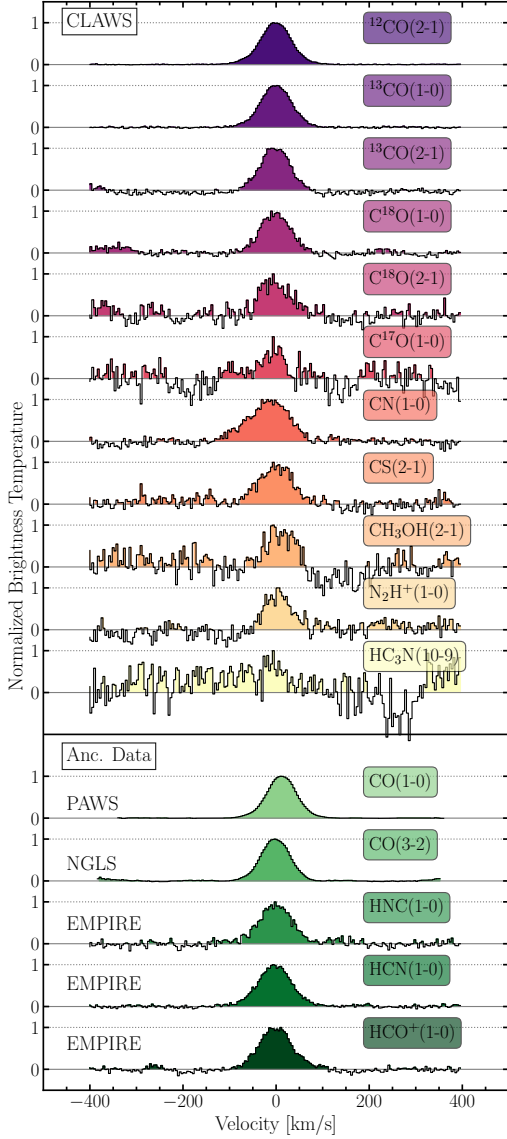 CLAWS
¹²CO(2-1)
1
0
¹³CO(1-0)
1
0
¹³CO(2-1)
1
0
C¹⁸O(1-0)
1
0
C¹⁸O(2-1)
1
0
C¹⁷O(1-0)
1
0
CN(1-0)
1
0
CS(2-1)
1
0
CH₃OH(2-1)
1
0
N₂H⁺(1-0)
1
0
HC₃N(10-9)
1
0
Normalized Brightness Temperature
Anc. Data
CO(1-0)
1
PAWS
0
CO(3-2)
1
NGLS
0
HNC(1-0)
1
EMPIRE
0
HCN(1-0)
1
EMPIRE
0
HCO⁺(1-0)
1
EMPIRE
0
−400 −200 0 200 400
Velocity [km/s]